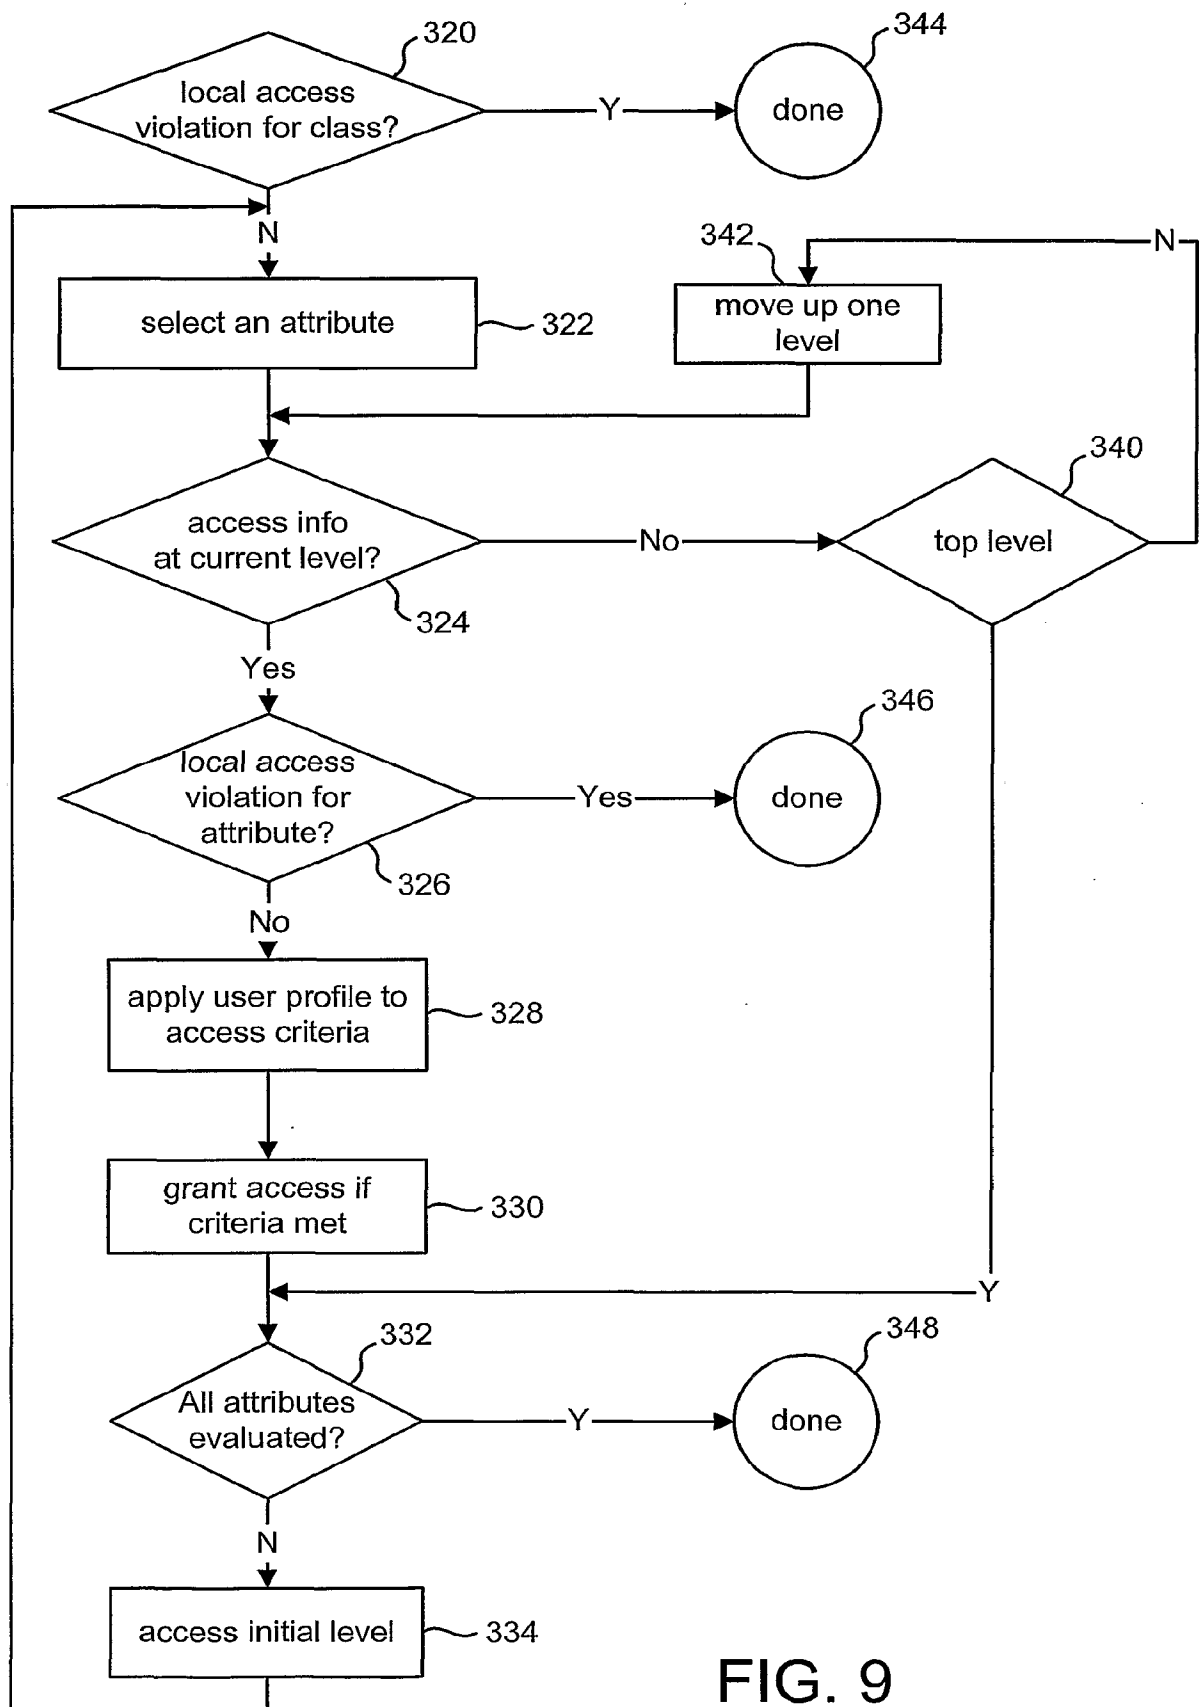 320
344
local access
violation for class?
Y
done
N
342
N
select an attribute
322
move up one
level
340
access info
at current level?
No
top level
324
Yes
346
local access
violation for
attribute?
Yes
done
326
No
apply user profile to
access criteria
328
grant access if
criteria met
330
Y
332
348
All attributes
evaluated?
Y
done
N
access initial level
334
FIG. 9